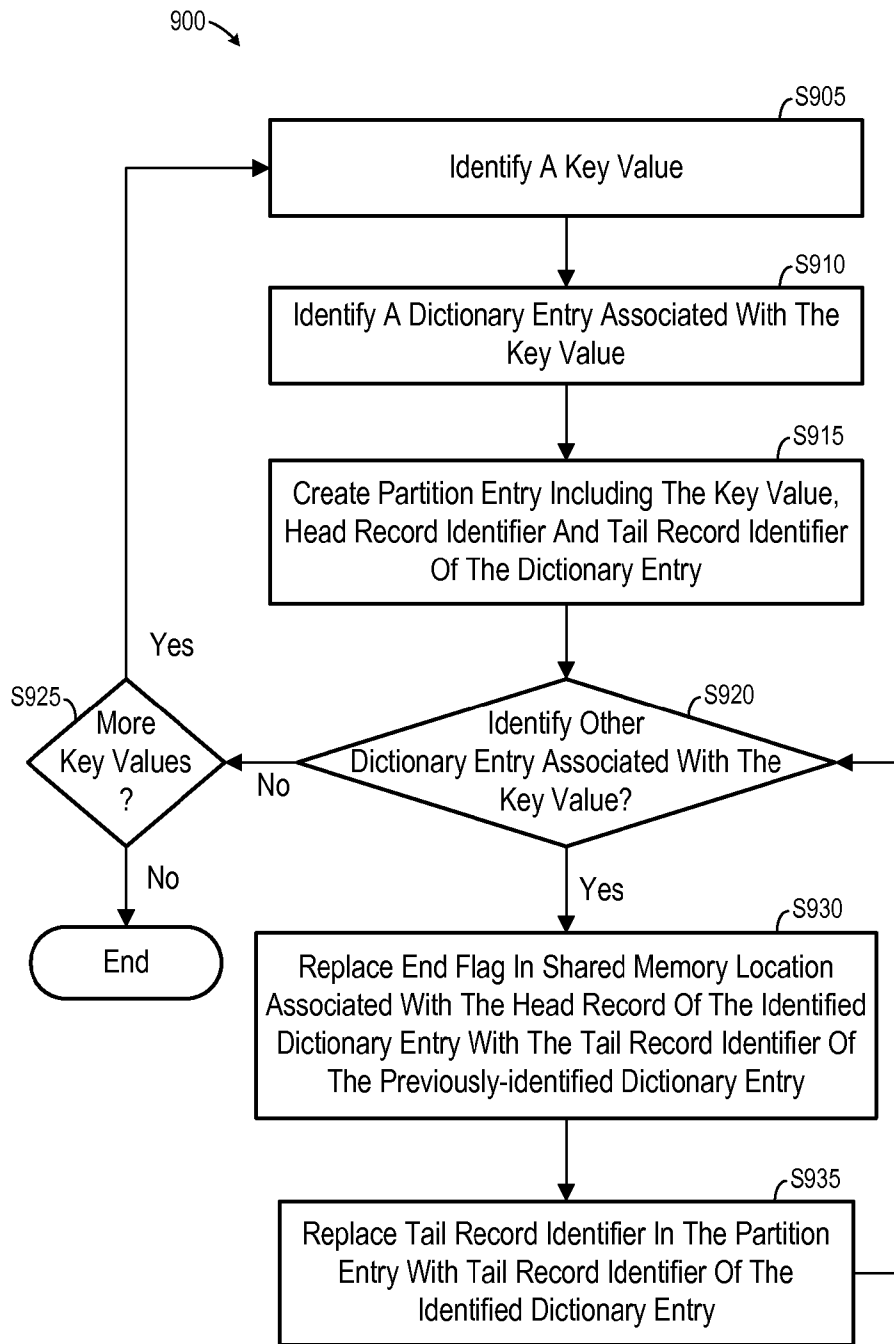 900
S905
Identify A Key Value
S910
Identify A Dictionary Entry Associated With The
Key Value
S915
Create Partition Entry Including The Key Value,
Head Record Identifier And Tail Record Identifier
Of The Dictionary Entry
Yes
S925
More
Key Values
?
S920
Identify Other
Dictionary Entry Associated With The
Key Value?
No
No
Yes
End
S930
Replace End Flag In Shared Memory Location
Associated With The Head Record Of The Identified
Dictionary Entry With The Tail Record Identifier Of
The Previously-identified Dictionary Entry
S935
Replace Tail Record Identifier In The Partition
Entry With Tail Record Identifier Of The
Identified Dictionary Entry